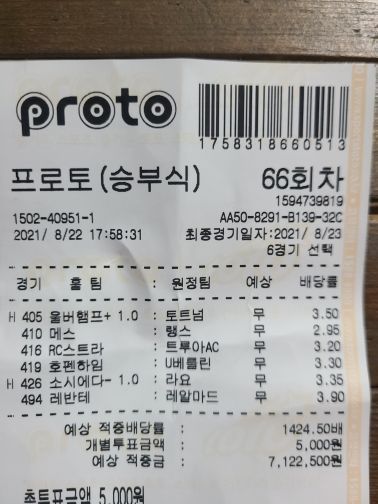 proto
17583188660513
프로토(승부식) 66회차
1594739819
1502-40951-1 AA50-8291-B139-32C
2021/ 8/22 17:58:31 최종경기일자:2021/ 8/23
6경기 선택
경기 홈팀 : 원정팀 예상 배당률
H 405 울버햄프+ 1.0 : 토트넘 무 3.50
410 메스 : 랭스 무 2.95
416 RC스트라 : 트루아AC 무 3.20
419 호펜하임 : U베를린 무 3.30
H 426 소시에다- 1.0 : 라요 무 3.35
494 레반테 : 레알마드 무 3.90
예상 적중배당률 : 1424.50배
개별투표금액 : 5,000원
예상 적중금 : 7,122,500원
총투표금액 5,000원